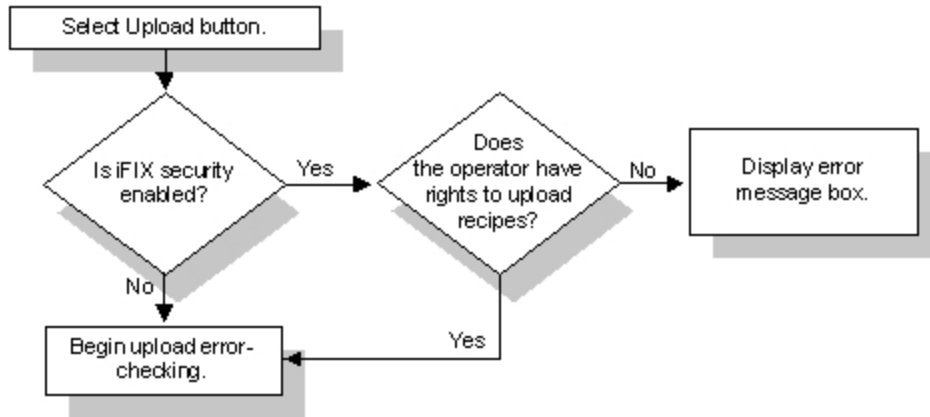 Select Upload button.
Is iFIX security
enabled?
Yes
Does
the operator have
rights to upload
recipes?
No
Display error
message box.
No
Begin upload error-
checking.
Yes